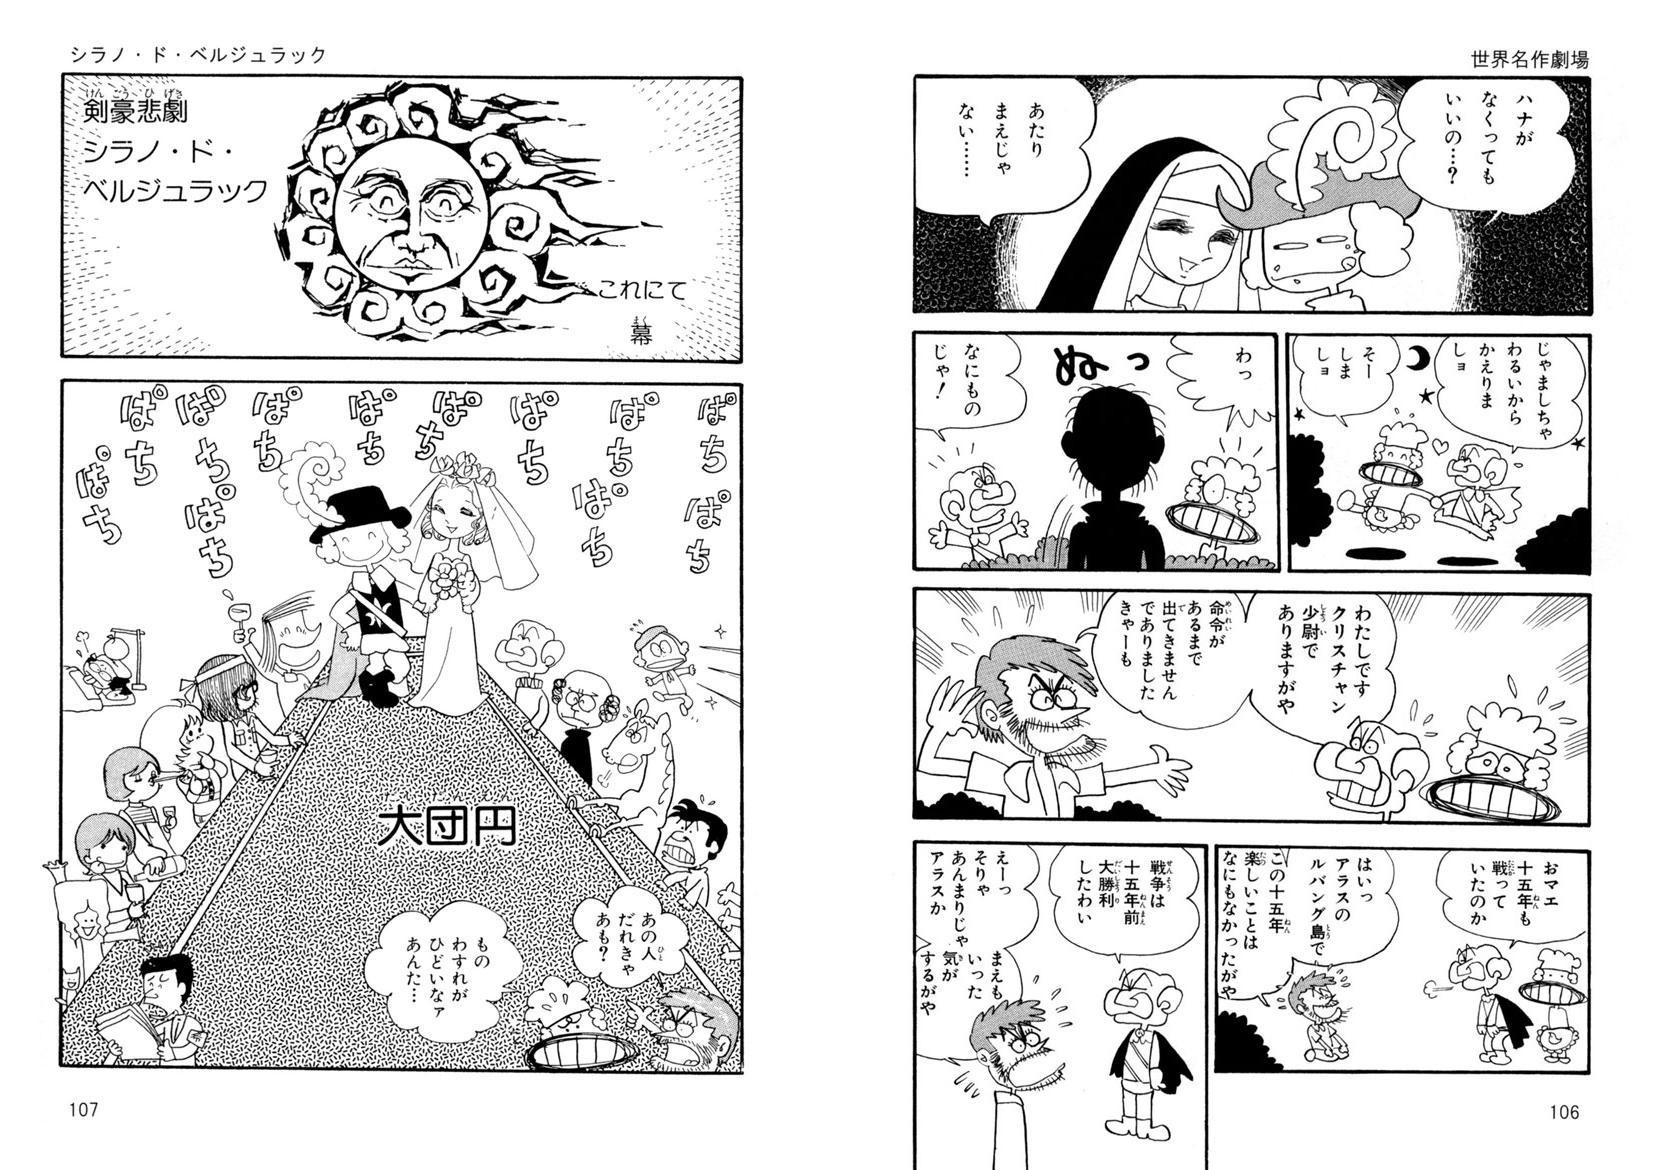 世界名作劇場
ハナが
なくっても
いいの…?
あたり
まえじゃ
ない……
じゃましちゃ
わるいから
かえりま
しョ
そー
しま
しョ
わっ
ぬっ
なにもの
じゃ!
わたしです
クリスチャン
少尉で
ありますがや
命令が
あるまで
出てきません
でありました
きゃーも
おマエ
十五年も
戦って
いたのか
はいっ
アラスの
ルバング島で
この十五年
楽しいことは
なにもなかったがや
戦争は
十五年前
大勝利
したわい
えーっ
そりゃ
あんまりじゃ
アラスか
まえも
いった
気が
するがや
106
シラノ・ド・ベルジュラック
剣豪悲劇
シラノ・ド・
ベルジュラック
これにて
幕
ぱち
ぱち
ぱち
ぱち
ぱち
ぱち
ぱち
ぱち
ぱち
ぱち
ぱち
ぱち
大団円
あの人
だれきゃ
あも?
もの
わすれが
ひどいなァ
あんた…
107